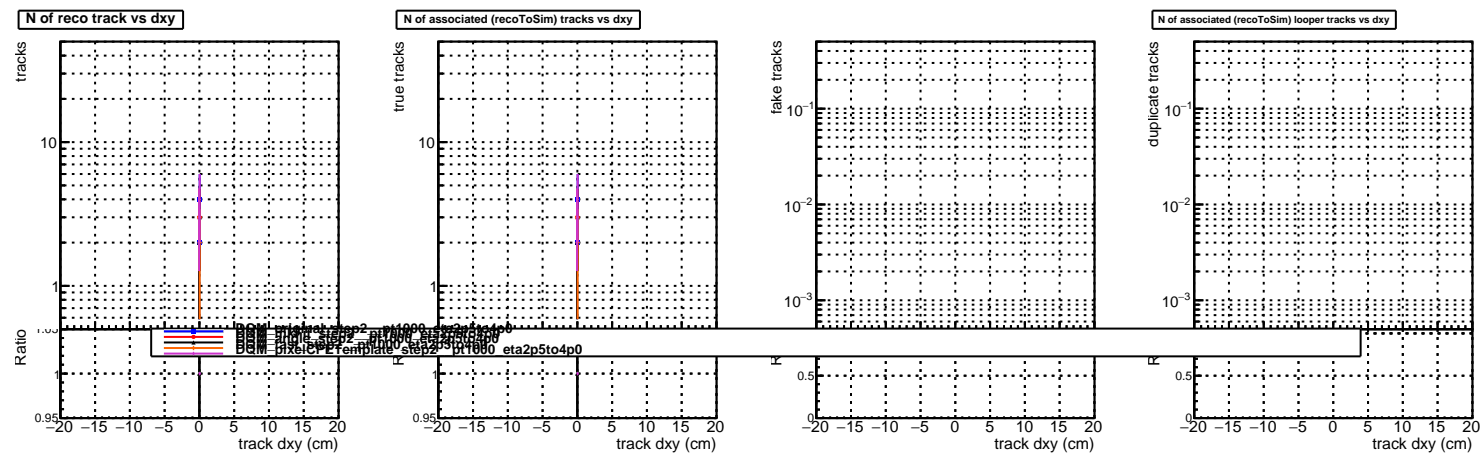 N of reco track vs dxy
N of associated (recoToSim) tracks vs dxy
N of associated (recoToSim) looper tracks vs dxy
tracks
10
1
true tracks
10
1
fake tracks
10−1
10−2
10−3
duplicate tracks
10−1
10−2
10−3
DQM_pixelCPETemplate_step2__pt1000_eta2p5to4p0
Ratio
1
0.95
0.95
0.5
0
0.5
0
−20 −15 −10 −5 0 5 10 15 20
track dxy (cm)
−20 −15 −10 −5 0 5 10 15 20
track dxy (cm)
−20 −15 −10 −5 0 5 10 15 20
track dxy (cm)
−20 −15 −10 −5 0 5 10 15 20
track dxy (cm)